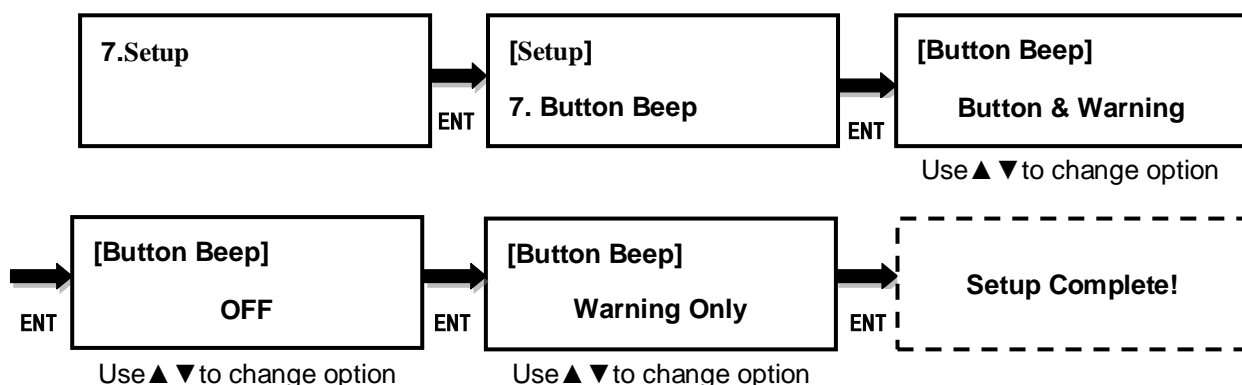 7.Setup
ENT
[Setup]
7. Button Beep
ENT
[Button Beep]
Button & Warning
Use▲▼to change option
ENT
[Button Beep]
OFF
Use▲▼to change option
ENT
[Button Beep]
Warning Only
Use▲▼to change option
ENT
Setup Complete!